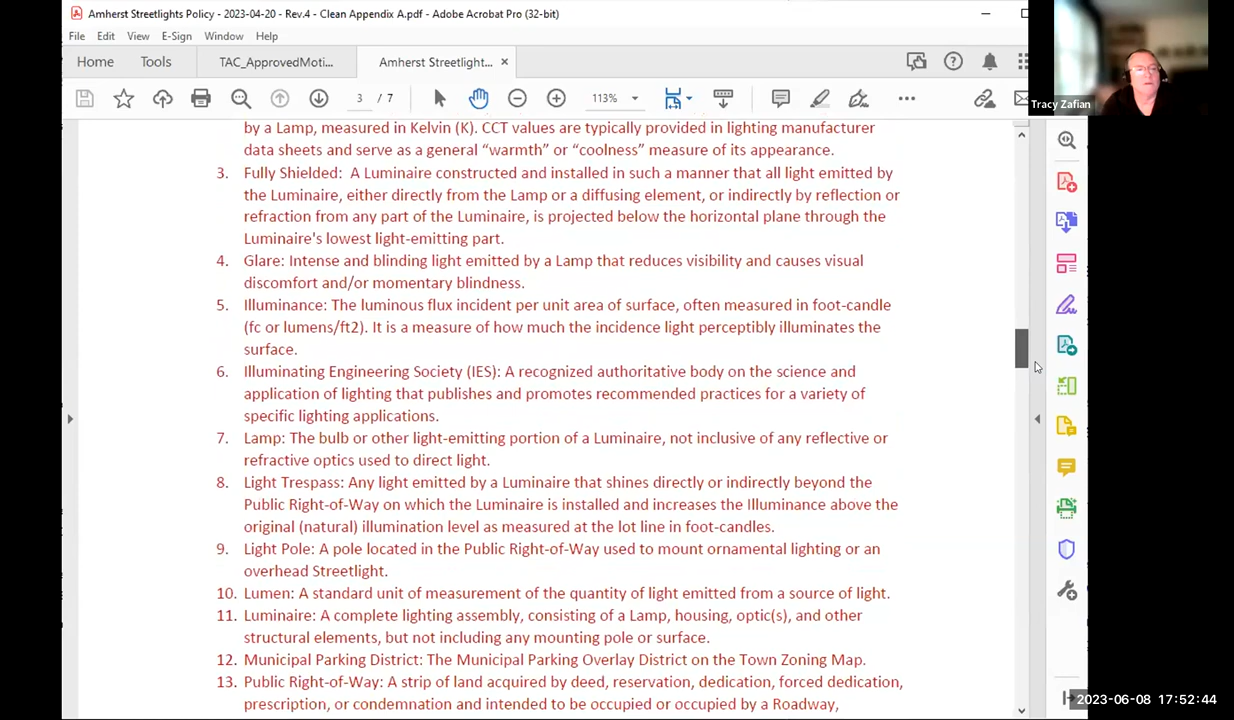 Amherst Streetlights Policy - 2023-04-20 - Rev.4 - Clean Appendix A.pdf - Adobe Acrobat Pro (32-bit)
File Edit View E-Sign Window Help
Home Tools TAC_ApprovedMoti... Amherst Streetlight... ×
3 / 7 113%
Tracy Zafian
by a Lamp, measured in Kelvin (K). CCT values are typically provided in lighting manufacturer
data sheets and serve as a general “warmth” or “coolness” measure of its appearance.
3. Fully Shielded: A Luminaire constructed and installed in such a manner that all light emitted by
the Luminaire, either directly from the Lamp or a diffusing element, or indirectly by reflection or
refraction from any part of the Luminaire, is projected below the horizontal plane through the
Luminaire's lowest light-emitting part.
4. Glare: Intense and blinding light emitted by a Lamp that reduces visibility and causes visual
discomfort and/or momentary blindness.
5. Illuminance: The luminous flux incident per unit area of surface, often measured in foot-candle
(fc or lumens/ft2). It is a measure of how much the incidence light perceptibly illuminates the
surface.
6. Illuminating Engineering Society (IES): A recognized authoritative body on the science and
application of lighting that publishes and promotes recommended practices for a variety of
specific lighting applications.
7. Lamp: The bulb or other light-emitting portion of a Luminaire, not inclusive of any reflective or
refractive optics used to direct light.
8. Light Trespass: Any light emitted by a Luminaire that shines directly or indirectly beyond the
Public Right-of-Way on which the Luminaire is installed and increases the Illuminance above the
original (natural) illumination level as measured at the lot line in foot-candles.
9. Light Pole: A pole located in the Public Right-of-Way used to mount ornamental lighting or an
overhead Streetlight.
10. Lumen: A standard unit of measurement of the quantity of light emitted from a source of light.
11. Luminaire: A complete lighting assembly, consisting of a Lamp, housing, optic(s), and other
structural elements, but not including any mounting pole or surface.
12. Municipal Parking District: The Municipal Parking Overlay District on the Town Zoning Map.
13. Public Right-of-Way: A strip of land acquired by deed, reservation, dedication, forced dedication,
prescription, or condemnation and intended to be occupied or occupied by a Roadway,
2023-06-08 17:52:44